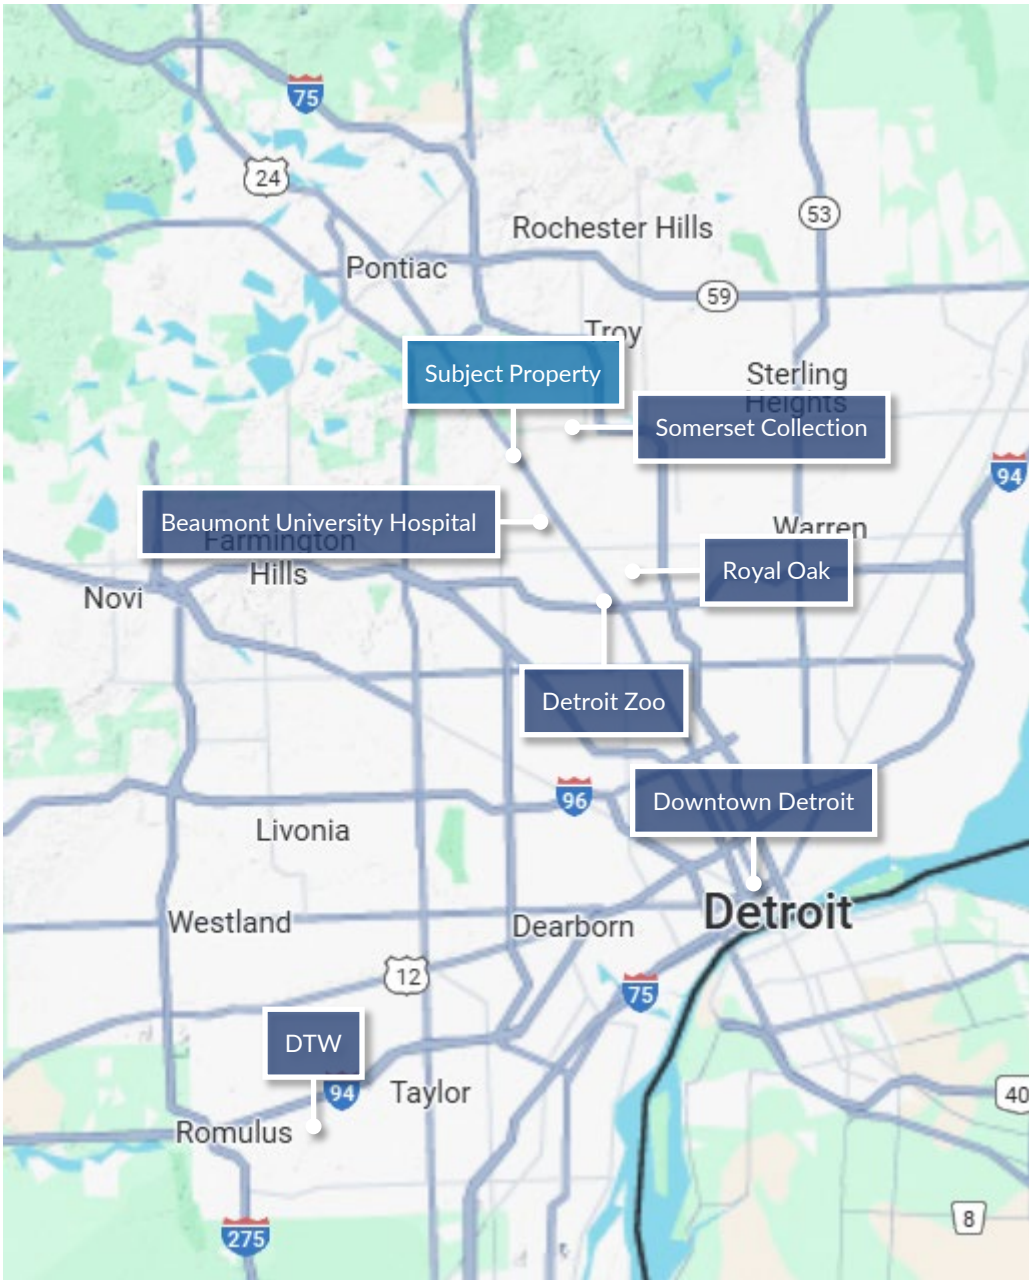 75
24
53
Rochester Hills
Pontiac
59
Troy
Subject Property
Sterling
Heights
Somerset Collection
94
Beaumont University Hospital
Farmington
Hills
Warren
Royal Oak
Novi
Detroit Zoo
96
Downtown Detroit
Livonia
Detroit
Westland
Dearborn
12
75
DTW
94
Taylor
40
Romulus
8
275